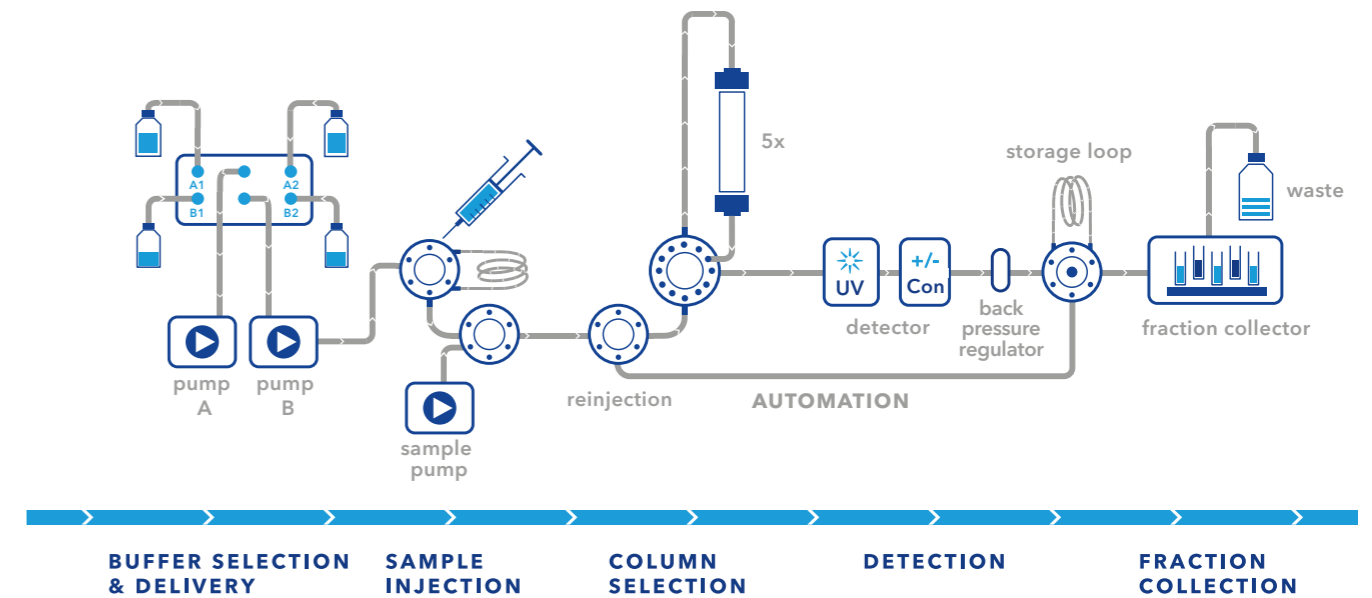 5x
storage loop
waste
A1
A2
B1
B2
UV
+/-
Con
detector
back
pressure
regulator
fraction collector
pump
A
pump
B
sample
pump
reinjection
AUTOMATION
BUFFER SELECTION
& DELIVERY
SAMPLE
INJECTION
COLUMN
SELECTION
DETECTION
FRACTION
COLLECTION